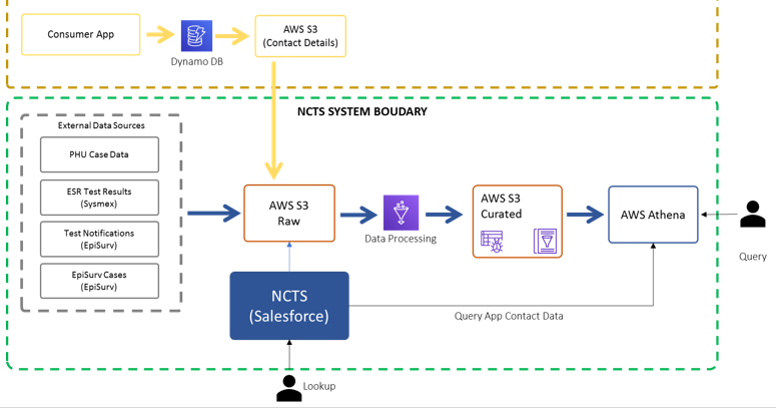 Consumer App
Dynamo DB
AWS S3
(Contact Details)
NCTS SYSTEM BOUDARY
External Data Sources
PHU Case Data
ESR Test Results
(Sysmex)
Test Notifications
(EpiSurv)
EpiSurv Cases
(EpiSurv)
AWS S3
Raw
Data Processing
AWS S3
Curated
AWS Athena
Query
NCTS
(Salesforce)
Query App Contact Data
Lookup